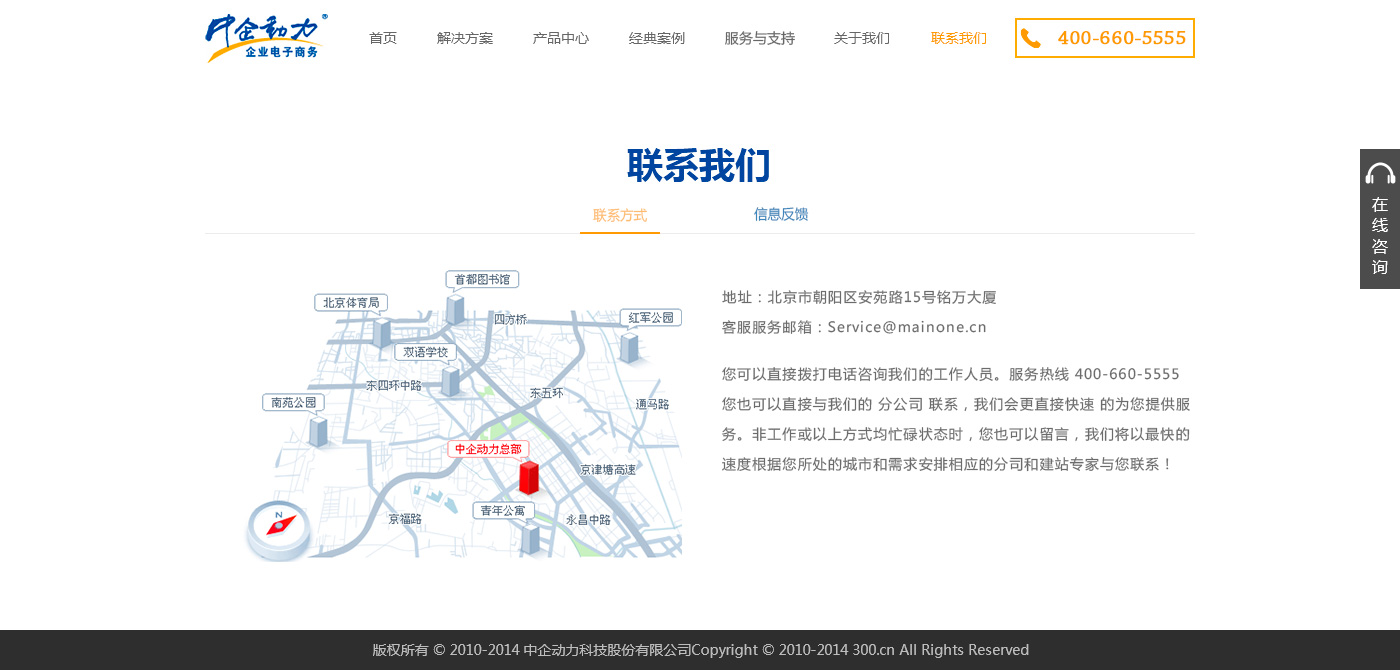 中企动力®
企业电子商务
首页 解决方案 产品中心 经典案例 服务与支持 关于我们 联系我们 400-660-5555
联系我们
联系方式 信息反馈
在线咨询
首都图书馆
北京体育局
四方桥
红军公园
双语学校
东四环中路
东五环
南苑公园
通马路
中企动力总部
京津塘高速
青年公寓
京福路
永昌中路
N
地址：北京市朝阳区安苑路15号铭万大厦
客服服务邮箱：Service@mainone.cn
您可以直接拨打电话咨询我们的工作人员。服务热线 400-660-5555
您也可以直接与我们的 分公司 联系，我们会更直接快速 的为您提供服
务。非工作或以上方式均忙碌状态时，您也可以留言，我们将以最快的
速度根据您所处的城市和需求安排相应的分司和建站专家与您联系！
版权所有 © 2010-2014 中企动力科技股份有限公司Copyright © 2010-2014 300.cn All Rights Reserved